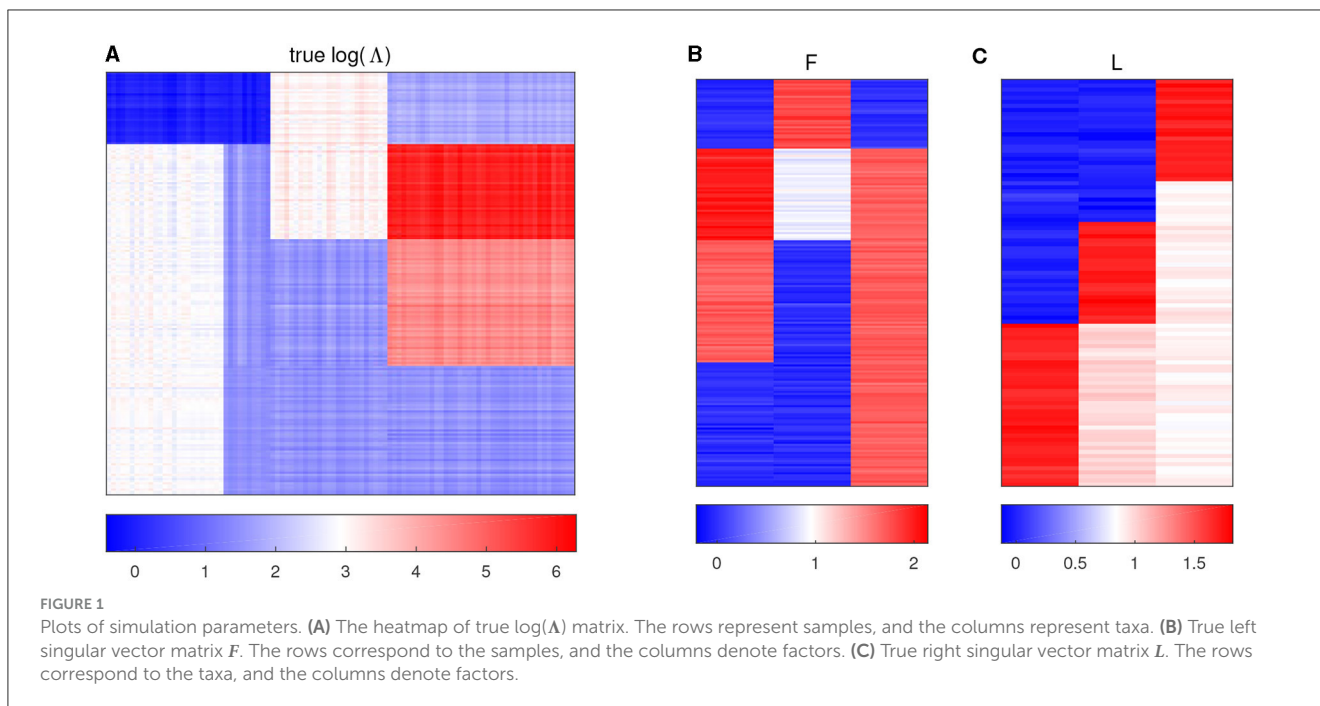 A
true log(Λ)
B
F
C
L
0 1 2 3 4 5 6
0 1 2
0 0.5 1 1.5
FIGURE 1
Plots of simulation parameters. (A) The heatmap of true log(Λ) matrix. The rows represent samples, and the columns represent taxa. (B) True left
singular vector matrix F. The rows correspond to the samples, and the columns denote factors. (C) True right singular vector matrix L. The rows
correspond to the taxa, and the columns denote factors.